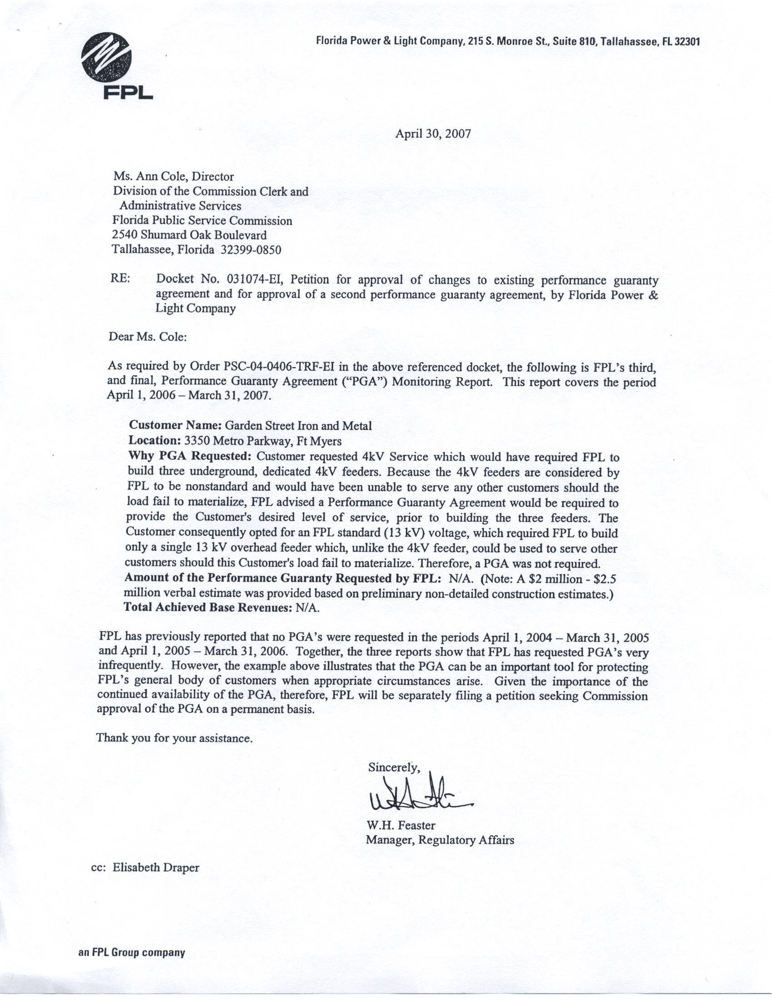 Florida Power & Light Company, 215 S. Monroe St., Suite 810, Tallahassee, FL 32301
FPL
April 30, 2007
Ms. Ann Cole, Director
Division of the Commission Clerk and
Administrative Services
Florida Public Service Commission
2540 Shumard Oak Boulevard
Tallahassee, Florida 32399-0850
RE: Docket No. 031074-EI, Petition for approval of changes to existing performance guaranty
agreement and for approval of a second performance guaranty agreement, by Florida Power &
Light Company
Dear Ms. Cole:
As required by Order PSC-04-0406-TRF-EI in the above referenced docket, the following is FPL's third,
and final, Performance Guaranty Agreement ("PGA") Monitoring Report. This report covers the period
April 1, 2006 – March 31, 2007.
Customer Name: Garden Street Iron and Metal
Location: 3350 Metro Parkway, Ft Myers
Why PGA Requested: Customer requested 4kV Service which would have required FPL to
build three underground, dedicated 4kV feeders. Because the 4kV feeders are considered by
FPL to be nonstandard and would have been unable to serve any other customers should the
load fail to materialize, FPL advised a Performance Guaranty Agreement would be required to
provide the Customer's desired level of service, prior to building the three feeders. The
Customer consequently opted for an FPL standard (13 kV) voltage, which required FPL to build
only a single 13 kV overhead feeder which, unlike the 4kV feeder, could be used to serve other
customers should this Customer's load fail to materialize. Therefore, a PGA was not required.
Amount of the Performance Guaranty Requested by FPL: N/A. (Note: A $2 million - $2.5
million verbal estimate was provided based on preliminary non-detailed construction estimates.)
Total Achieved Base Revenues: N/A.
FPL has previously reported that no PGA's were requested in the periods April 1, 2004 – March 31, 2005
and April 1, 2005 – March 31, 2006. Together, the three reports show that FPL has requested PGA's very
infrequently. However, the example above illustrates that the PGA can be an important tool for protecting
FPL's general body of customers when appropriate circumstances arise. Given the importance of the
continued availability of the PGA, therefore, FPL will be separately filing a petition seeking Commission
approval of the PGA on a permanent basis.
Thank you for your assistance.
Sincerely,
W.H. Feaster
Manager, Regulatory Affairs
cc: Elisabeth Draper
an FPL Group company